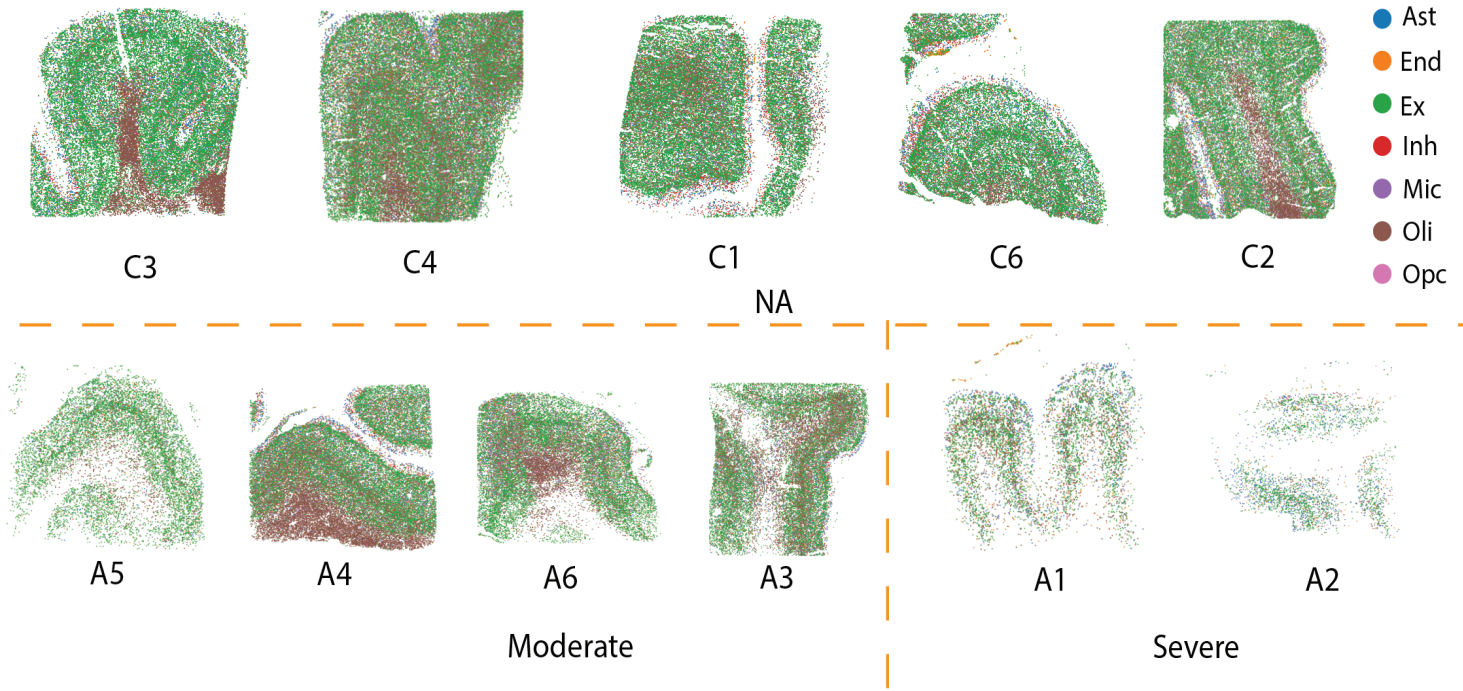 Ast
End
Ex
Inh
Mic
Oli
Opc
C3
C4
C1
C6
C2
NA
A5
A4
A6
A3
A1
A2
Moderate
Severe